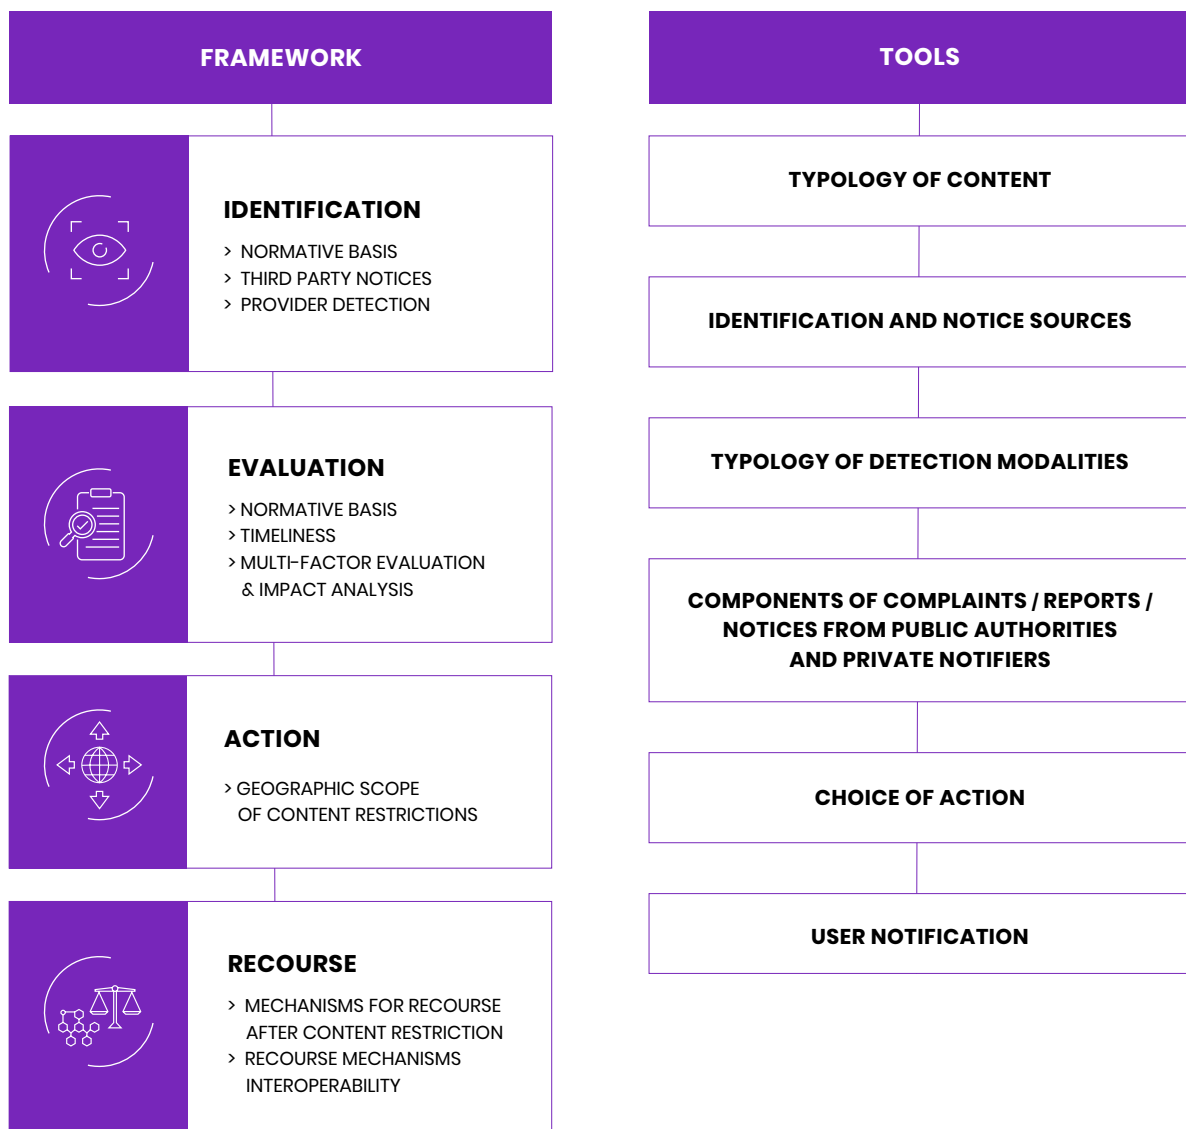 FRAMEWORK
IDENTIFICATION
> NORMATIVE BASIS
> THIRD PARTY NOTICES
> PROVIDER DETECTION
EVALUATION
> NORMATIVE BASIS
> TIMELINESS
> MULTI-FACTOR EVALUATION
& IMPACT ANALYSIS
ACTION
> GEOGRAPHIC SCOPE
OF CONTENT RESTRICTIONS
RECOURSE
> MECHANISMS FOR RECOURSE
AFTER CONTENT RESTRICTION
> RECOURSE MECHANISMS
INTEROPERABILITY
TOOLS
TYPOLOGY OF CONTENT
IDENTIFICATION AND NOTICE SOURCES
TYPOLOGY OF DETECTION MODALITIES
COMPONENTS OF COMPLAINTS / REPORTS /
NOTICES FROM PUBLIC AUTHORITIES
AND PRIVATE NOTIFIERS
CHOICE OF ACTION
USER NOTIFICATION